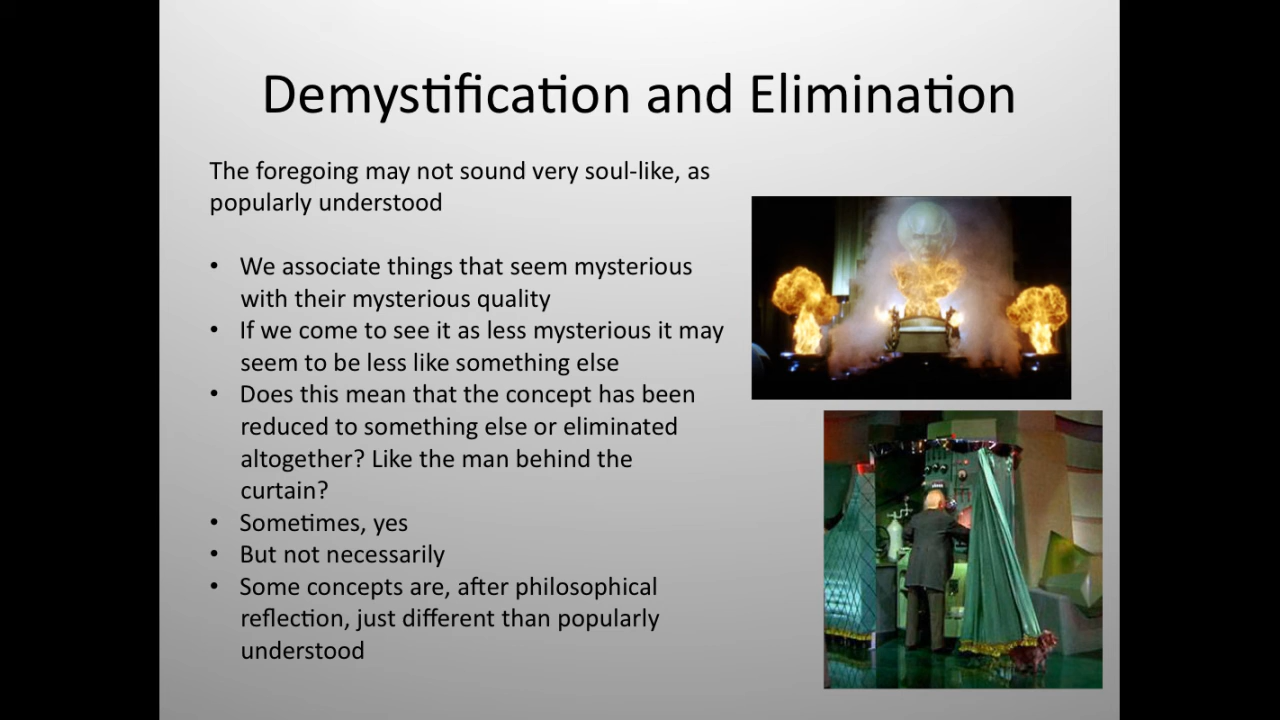 Demystification and Elimination
The foregoing may not sound very soul-like, as
popularly understood
• We associate things that seem mysterious
with their mysterious quality
• If we come to see it as less mysterious it may
seem to be less like something else
• Does this mean that the concept has been
reduced to something else or eliminated
altogether? Like the man behind the
curtain?
• Sometimes, yes
• But not necessarily
• Some concepts are, after philosophical
reflection, just different than popularly
understood